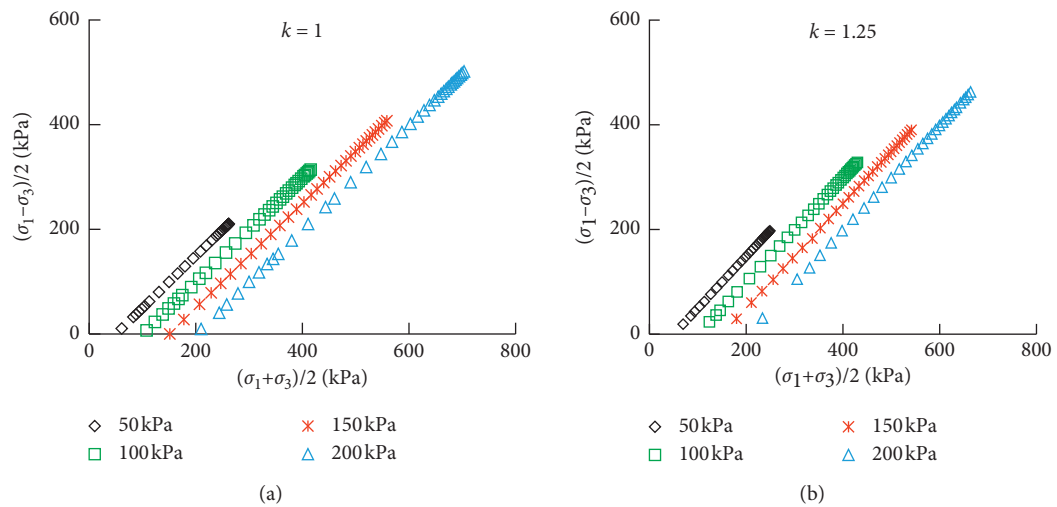 600
400
200
0
(σ1–σ3)/2 (kPa)
k = 1
0 200 400 600 800
(σ1+σ3)/2 (kPa)
50 kPa
100 kPa
150 kPa
200 kPa
(a)
600
400
200
0
(σ1–σ3)/2 (kPa)
k = 1.25
0 200 400 600 800
(σ1+σ3)/2 (kPa)
50 kPa
100 kPa
150 kPa
200 kPa
(b)